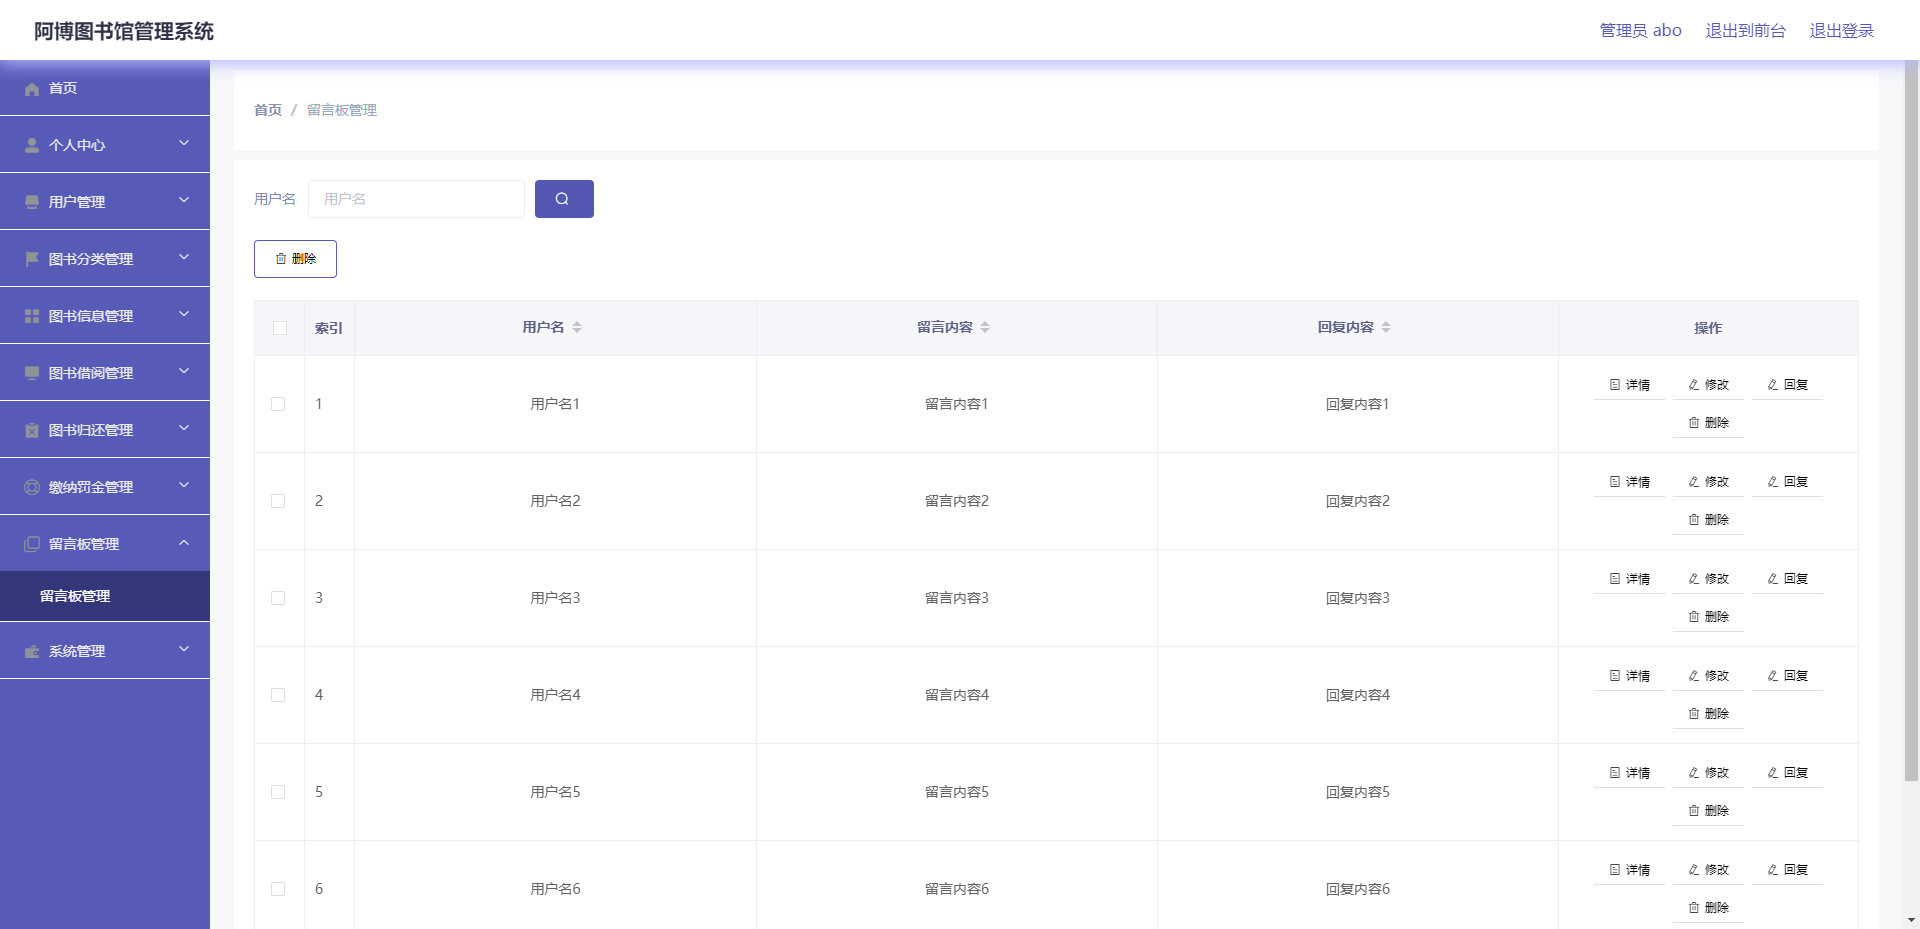 阿博图书馆管理系统
管理员 abo 退出到前台 退出登录
首页
个人中心
用户管理
图书分类管理
图书信息管理
图书借阅管理
图书归还管理
缴纳罚金管理
留言板管理
留言板管理
系统管理
首页 / 留言板管理
用户名 用户名
删除
索引 用户名 留言内容 回复内容 操作
1 用户名1 留言内容1 回复内容1 详情 修改 回复
删除
2 用户名2 留言内容2 回复内容2 详情 修改 回复
删除
3 用户名3 留言内容3 回复内容3 详情 修改 回复
删除
4 用户名4 留言内容4 回复内容4 详情 修改 回复
删除
5 用户名5 留言内容5 回复内容5 详情 修改 回复
删除
6 用户名6 留言内容6 回复内容6 详情 修改 回复
删除